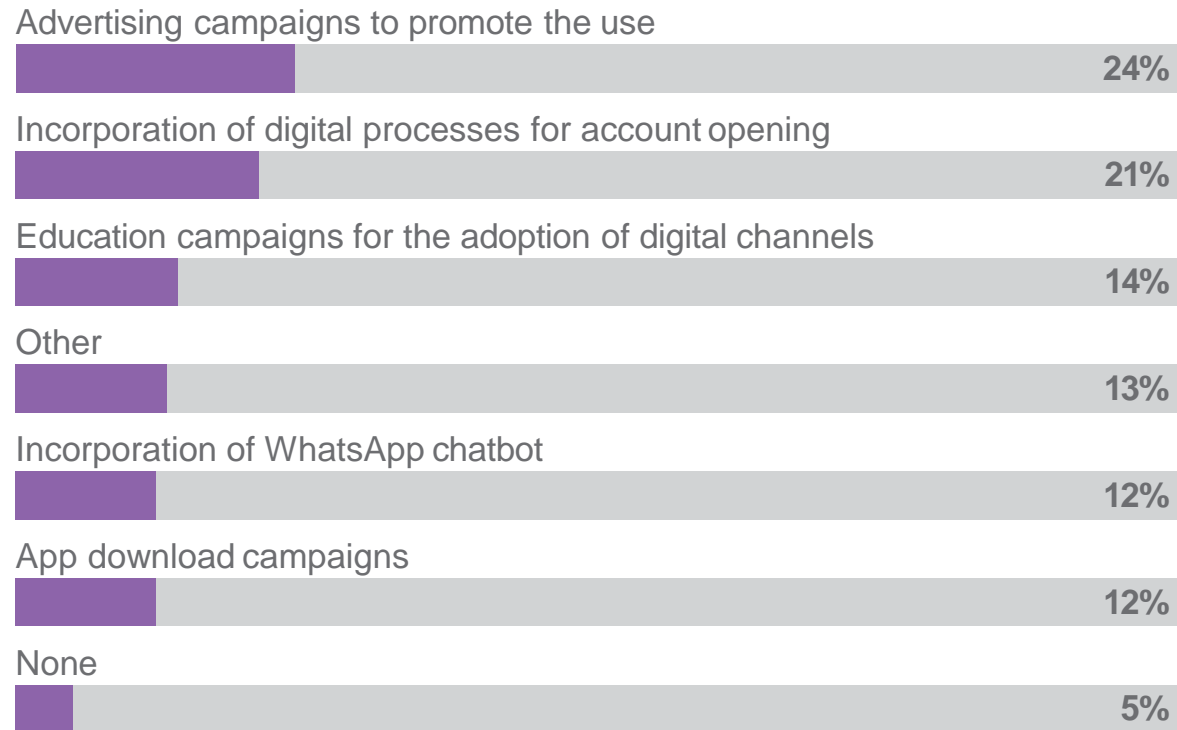 Advertising campaigns to promote the use
24%
Incorporation of digital processes for account opening
21%
Education campaigns for the adoption of digital channels
14%
Other
13%
Incorporation of WhatsApp chatbot
12%
App download campaigns
12%
None
5%